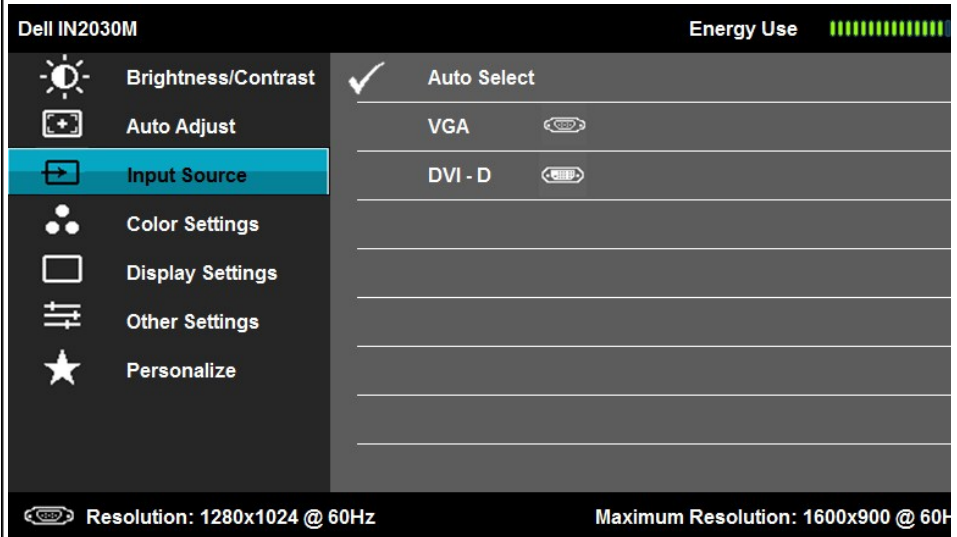 Dell IN2030M Energy Use
Brightness/Contrast Auto Select
Auto Adjust VGA
Input Source DVI - D
Color Settings
Display Settings
Other Settings
Personalize
Resolution: 1280x1024 @ 60Hz Maximum Resolution: 1600x900 @ 60H